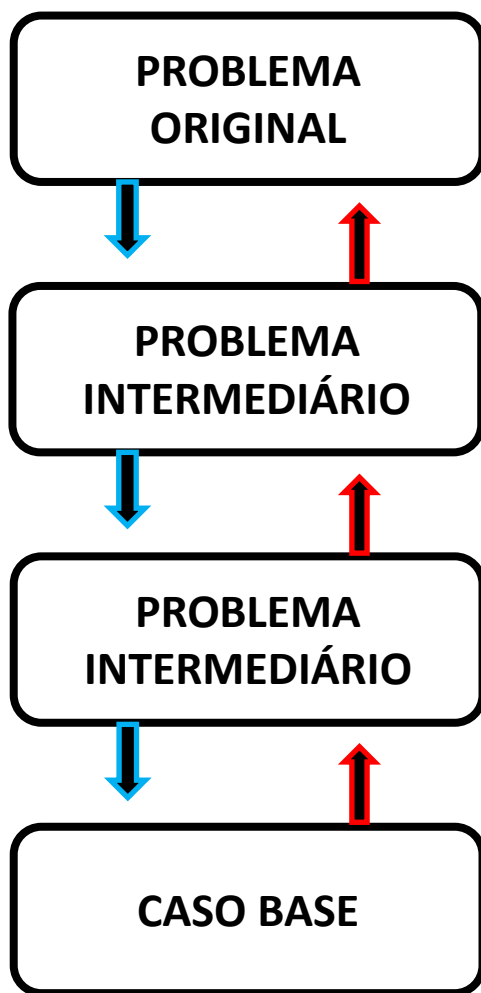 PROBLEMA
ORIGINAL
PROBLEMA
INTERMEDIÁRIO
PROBLEMA
INTERMEDIÁRIO
CASO BASE